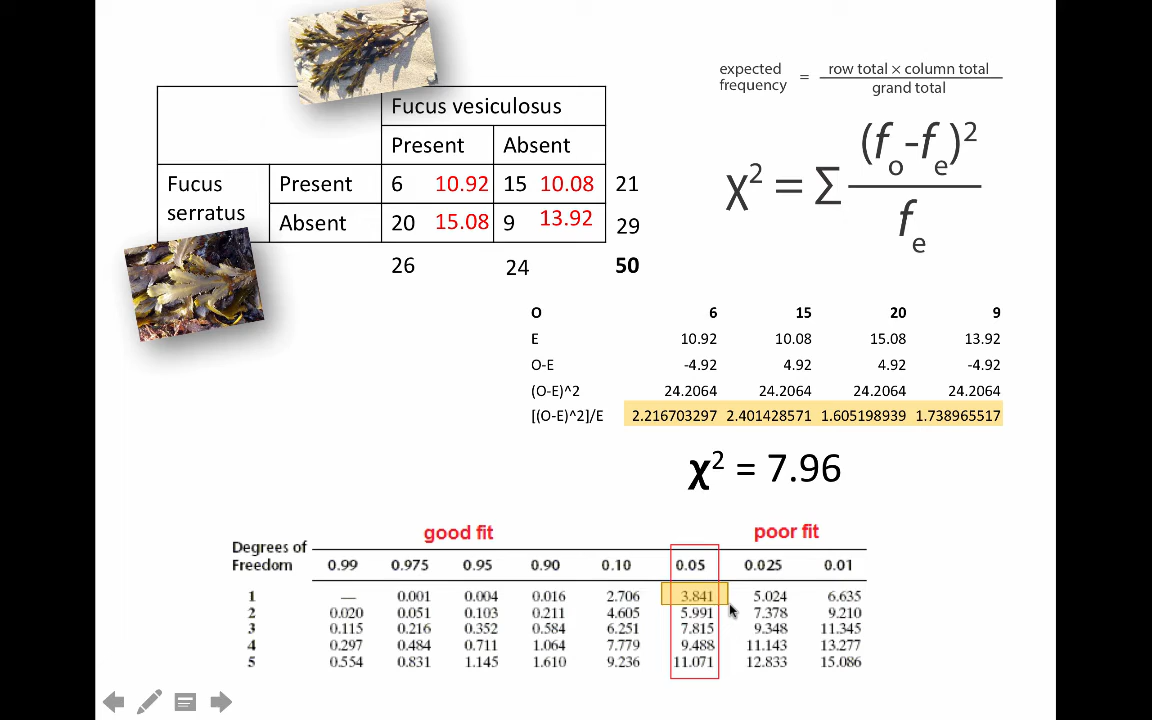 expected frequency = row total × column total / grand total
Fucus vesiculosus
Present Absent
Fucus serratus Present 6 10.92 15 10.08 21
Absent 20 15.08 9 13.92 29
26 24 50
χ2 = Σ (fo-fe)2 / fe
O 6 15 20 9
E 10.92 10.08 15.08 13.92
O-E -4.92 4.92 4.92 -4.92
(O-E)^2 24.2064 24.2064 24.2064 24.2064
[(O-E)^2]/E 2.216703297 2.401428571 1.605198939 1.738965517
χ2 = 7.96
good fit poor fit
Degrees of Freedom 0.99 0.975 0.95 0.90 0.10 0.05 0.025 0.01
1 — 0.001 0.004 0.016 2.706 3.841 5.024 6.635
2 0.020 0.051 0.103 0.211 4.605 5.991 7.378 9.210
3 0.115 0.216 0.352 0.584 6.251 7.815 9.348 11.345
4 0.297 0.484 0.711 1.064 7.779 9.488 11.143 13.277
5 0.554 0.831 1.145 1.610 9.236 11.071 12.833 15.086